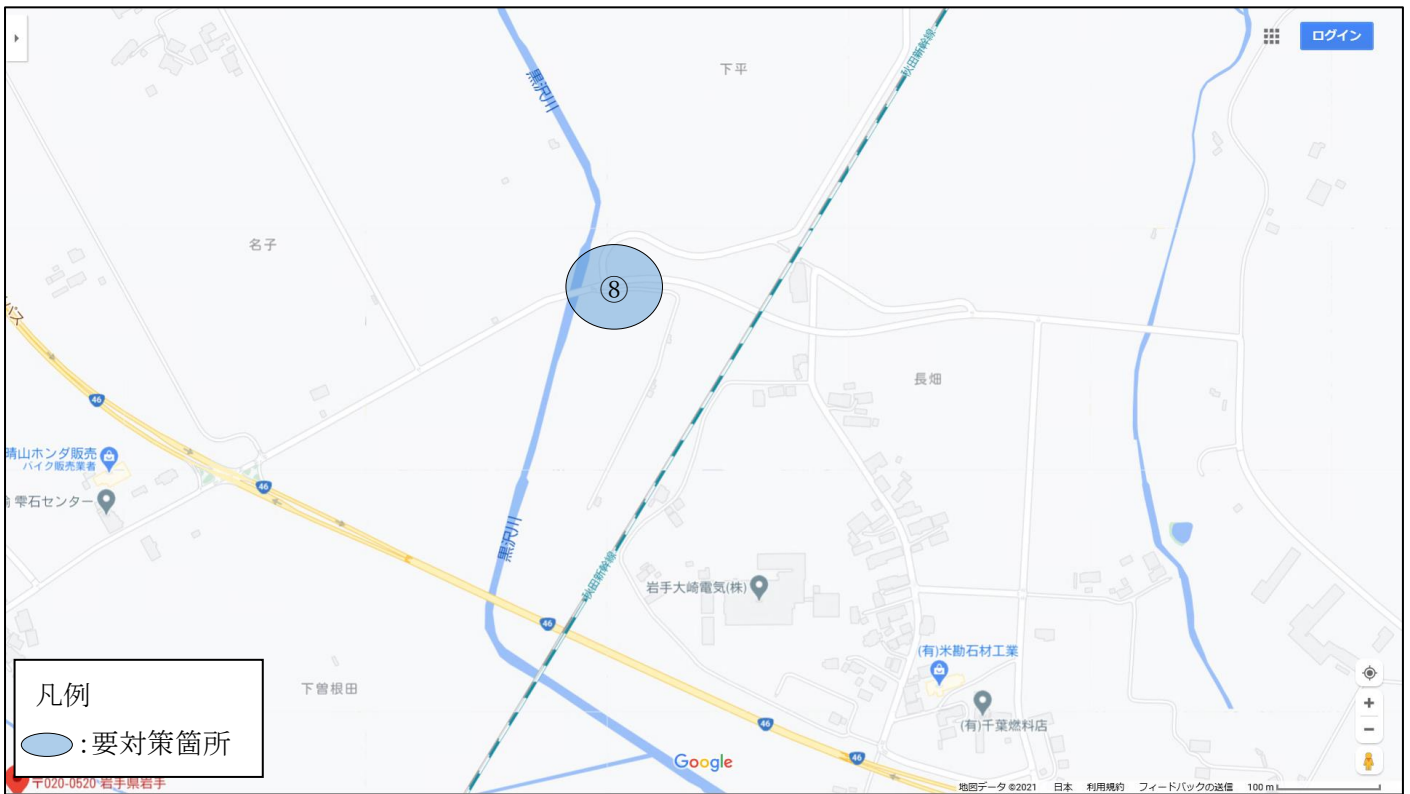 ログイン
下平
秋田新幹線
黒沢川
名子
⑧
バス
46
長畑
晴山ホンダ販売
バイク販売業者
46
雫石センター
黒沢川
秋田新幹線
岩手大崎電気(株)
46
(有)米勘石材工業
下曽根田
(有)千葉燃料店
46
46
凡例
:要対策箇所
Google
〒020-0520 岩手県岩手
地図データ ©2021 日本 利用規約 フィードバックの送信 100 m